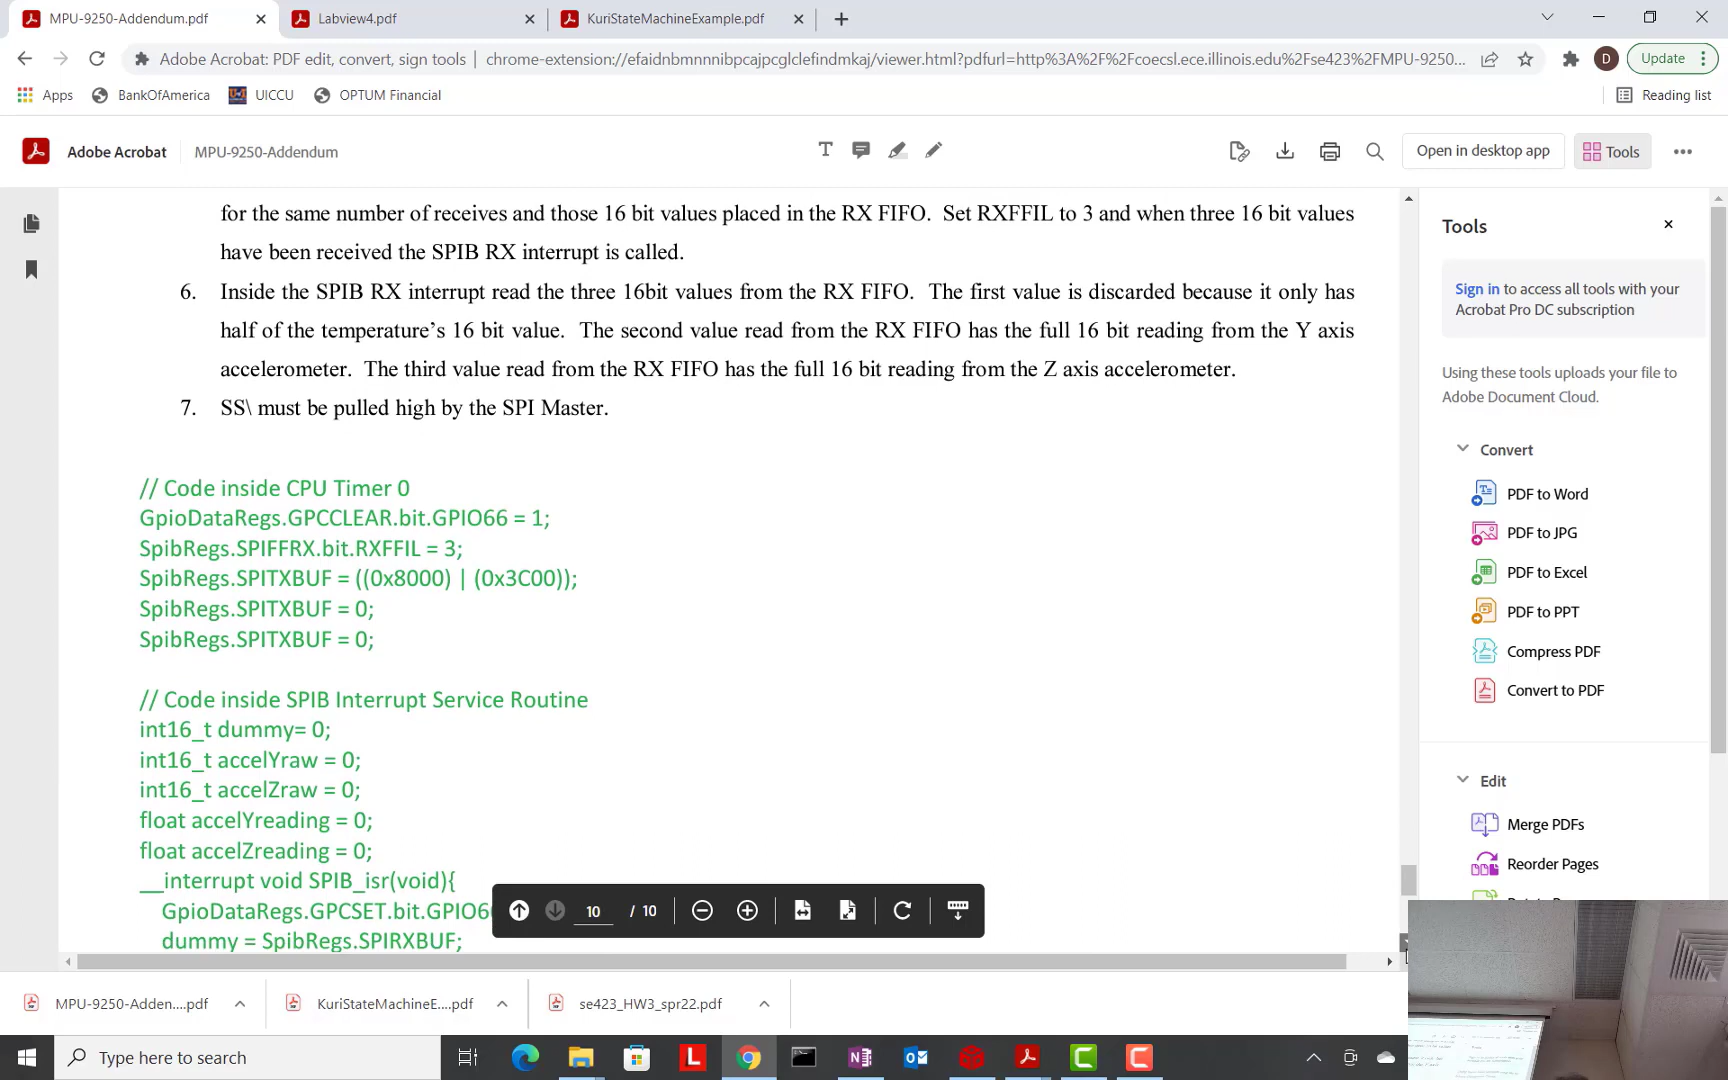 MPU-9250-Addendum.pdf
Labview4.pdf
KuriStateMachineExample.pdf
Adobe Acrobat: PDF edit, convert, sign tools | chrome-extension://efaidnbmnnnibpcajpcglclefindmkaj/viewer.html?pdfurl=http%3A%2F%2Fcoecsl.ece.illinois.edu%2Fse423%2FMPU-9250...
D
Update
Apps
BankOfAmerica
UICCU
OPTUM Financial
Reading list
Adobe Acrobat
MPU-9250-Addendum
Open in desktop app
Tools
for the same number of receives and those 16 bit values placed in the RX FIFO. Set RXFFIL to 3 and when three 16 bit values
have been received the SPIB RX interrupt is called.
6. Inside the SPIB RX interrupt read the three 16bit values from the RX FIFO. The first value is discarded because it only has
half of the temperature’s 16 bit value. The second value read from the RX FIFO has the full 16 bit reading from the Y axis
accelerometer. The third value read from the RX FIFO has the full 16 bit reading from the Z axis accelerometer.
7. SS\ must be pulled high by the SPI Master.
// Code inside CPU Timer 0
GpioDataRegs.GPCCLEAR.bit.GPIO66 = 1;
SpibRegs.SPIFFRX.bit.RXFFIL = 3;
SpibRegs.SPITXBUF = ((0x8000) | (0x3C00));
SpibRegs.SPITXBUF = 0;
SpibRegs.SPITXBUF = 0;
// Code inside SPIB Interrupt Service Routine
int16_t dummy= 0;
int16_t accelYraw = 0;
int16_t accelZraw = 0;
float accelYreading = 0;
float accelZreading = 0;
__interrupt void SPIB_isr(void){
GpioDataRegs.GPCSET.bit.GPIO6
dummy = SpibRegs.SPIRXBUF;
10 / 10
Tools
Sign in to access all tools with your
Acrobat Pro DC subscription
Using these tools uploads your file to
Adobe Document Cloud.
Convert
PDF to Word
PDF to JPG
PDF to Excel
PDF to PPT
Compress PDF
Convert to PDF
Edit
Merge PDFs
Reorder Pages
MPU-9250-Adden....pdf
KuriStateMachineE....pdf
se423_HW3_spr22.pdf
Type here to search